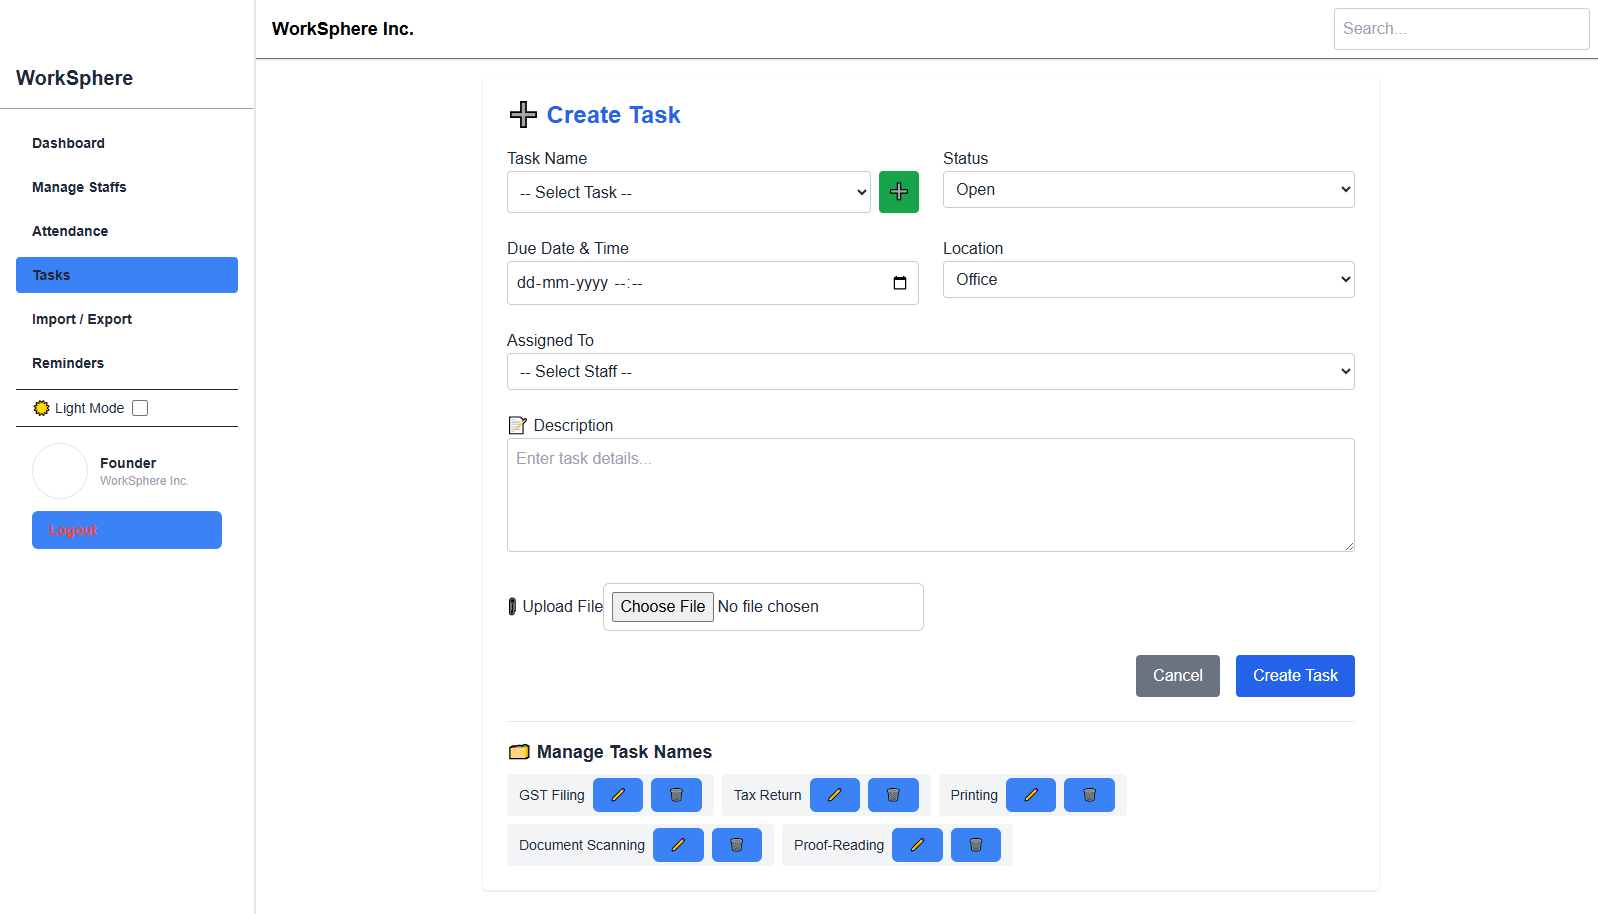 WorkSphere Inc.
Search...
WorkSphere
Dashboard
Manage Staffs
Attendance
Tasks
Import / Export
Reminders
Light Mode
Founder
WorkSphere Inc.
Logout
Create Task
Task Name
Status
-- Select Task --
Open
Due Date & Time
Location
dd-mm-yyyy --:--
Office
Assigned To
-- Select Staff --
Description
Enter task details...
Upload File Choose File No file chosen
Cancel Create Task
Manage Task Names
GST Filing Tax Return Printing
Document Scanning Proof-Reading